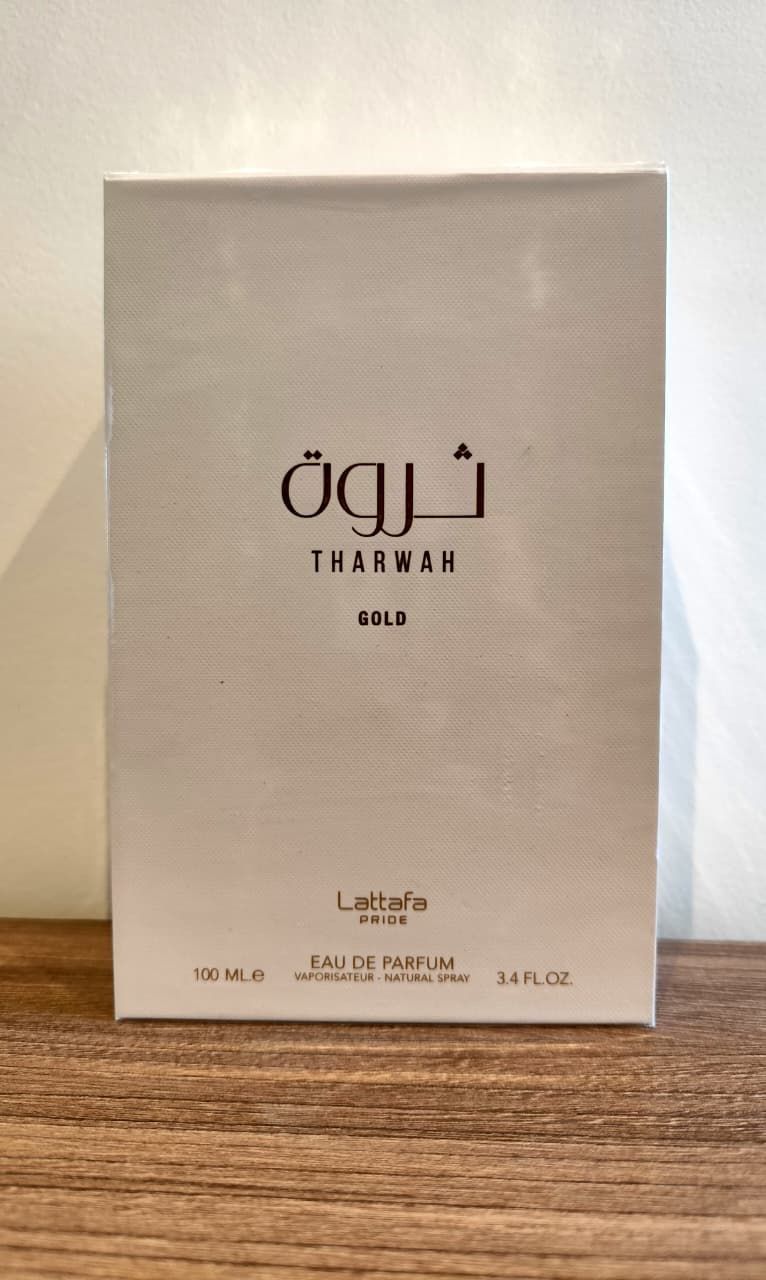 ثروة
THARWAH
GOLD
Lattafa
PRIDE
100 ML.e
EAU DE PARFUM
VAPORISATEUR - NATURAL SPRAY
3.4 FL.OZ.